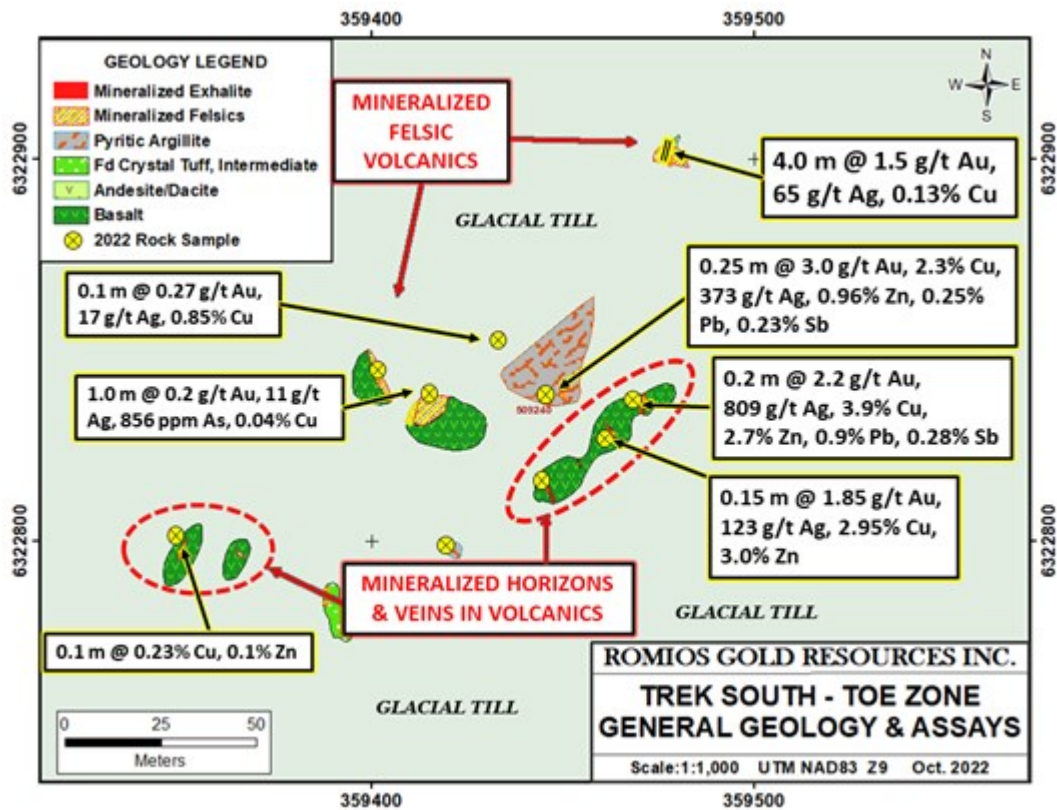 359400
359500
GEOLOGY LEGEND
Mineralized Exhalite
Mineralized Felsics
Pyritic Argillite
Fd Crystal Tuff, Intermediate
Andesite/Dacite
Basalt
2022 Rock Sample
MINERALIZED
FELSIC
VOLCANICS
N
W
E
S
6322900
6322900
4.0 m @ 1.5 g/t Au,
65 g/t Ag, 0.13% Cu
GLACIAL TILL
0.25 m @ 3.0 g/t Au, 2.3% Cu,
373 g/t Ag, 0.96% Zn, 0.25%
Pb, 0.23% Sb
0.1 m @ 0.27 g/t Au,
17 g/t Ag, 0.85% Cu
1.0 m @ 0.2 g/t Au, 11 g/t
Ag, 856 ppm As, 0.04% Cu
509240
0.2 m @ 2.2 g/t Au,
809 g/t Ag, 3.9% Cu,
2.7% Zn, 0.9% Pb, 0.28% Sb
0.15 m @ 1.85 g/t Au,
123 g/t Ag, 2.95% Cu,
3.0% Zn
6322800
6322800
MINERALIZED HORIZONS
& VEINS IN VOLCANICS
GLACIAL TILL
0.1 m @ 0.23% Cu, 0.1% Zn
GLACIAL TILL
0 25 50
Meters
ROMIOS GOLD RESOURCES INC.
TREK SOUTH - TOE ZONE
GENERAL GEOLOGY & ASSAYS
Scale:1:1,000 UTM NAD83 Z9 Oct. 2022
359400
359500